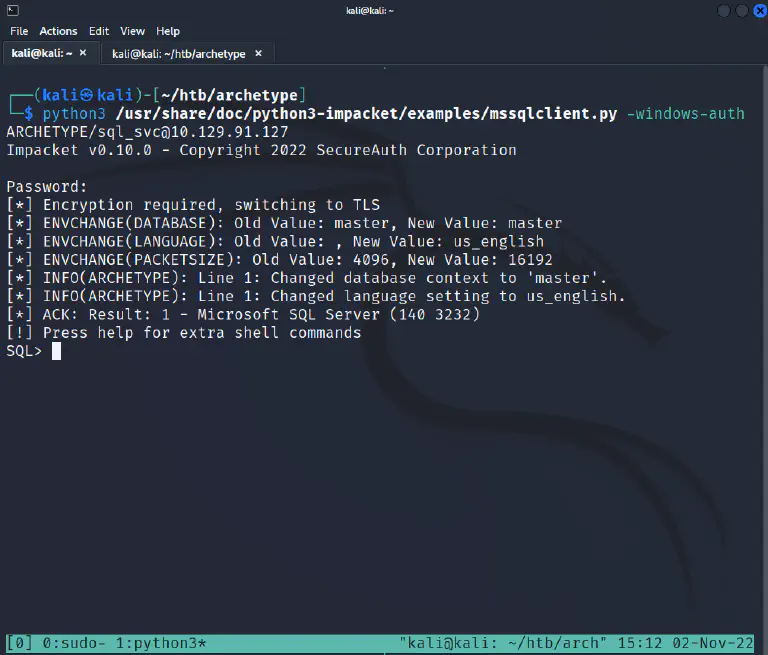 kali@kali: ~
File Actions Edit View Help
kali@kali: ~ × kali@kali: ~/htb/archetype ×
┌──(kali㉿kali)-[~/htb/archetype]
└─$ python3 /usr/share/doc/python3-impacket/examples/mssqlclient.py -windows-auth
ARCHETYPE/sql_svc@10.129.91.127
Impacket v0.10.0 - Copyright 2022 SecureAuth Corporation
Password:
[*] Encryption required, switching to TLS
[*] ENVCHANGE(DATABASE): Old Value: master, New Value: master
[*] ENVCHANGE(LANGUAGE): Old Value: , New Value: us_english
[*] ENVCHANGE(PACKETSIZE): Old Value: 4096, New Value: 16192
[*] INFO(ARCHETYPE): Line 1: Changed database context to 'master'.
[*] INFO(ARCHETYPE): Line 1: Changed language setting to us_english.
[*] ACK: Result: 1 - Microsoft SQL Server (140 3232)
[!] Press help for extra shell commands
SQL>
[0] 0:sudo- 1:python3* "kali@kali: ~/htb/arch" 15:12 02-Nov-22